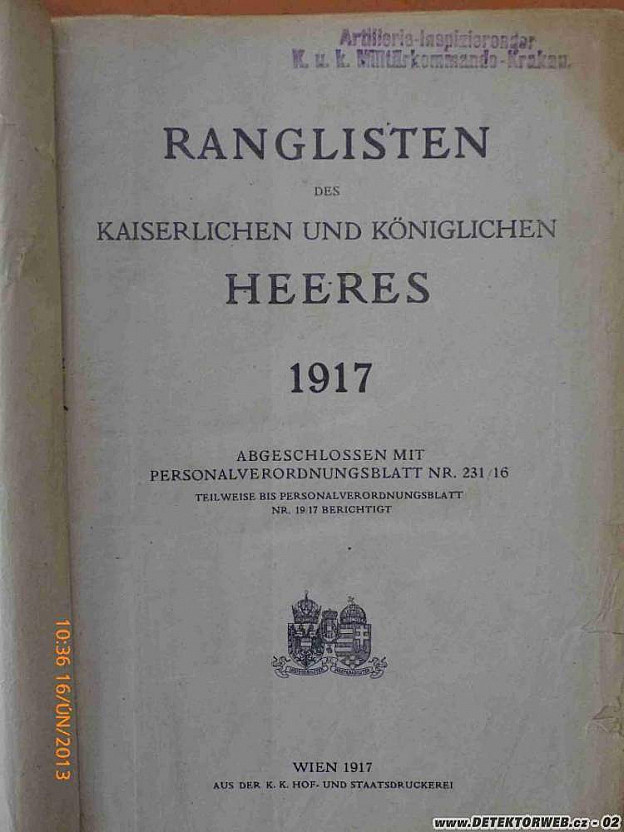 Artillerie-Inspizierender
K. u. k. Militärkommando-Krakau.
RANGLISTEN
DES
KAISERLICHEN UND KÖNIGLICHEN
HEERES
1917
ABGESCHLOSSEN MIT
PERSONALVERORDNUNGSBLATT NR. 231/16
TEILWEISE BIS PERSONALVERORDNUNGSBLATT
NR. 19/17 BERICHTIGT
WIEN 1917
AUS DER K. K. HOF- UND STAATSDRUCKEREI
10:36 16/ÚN/2013
www.DETEKTORWEB.cz - 02